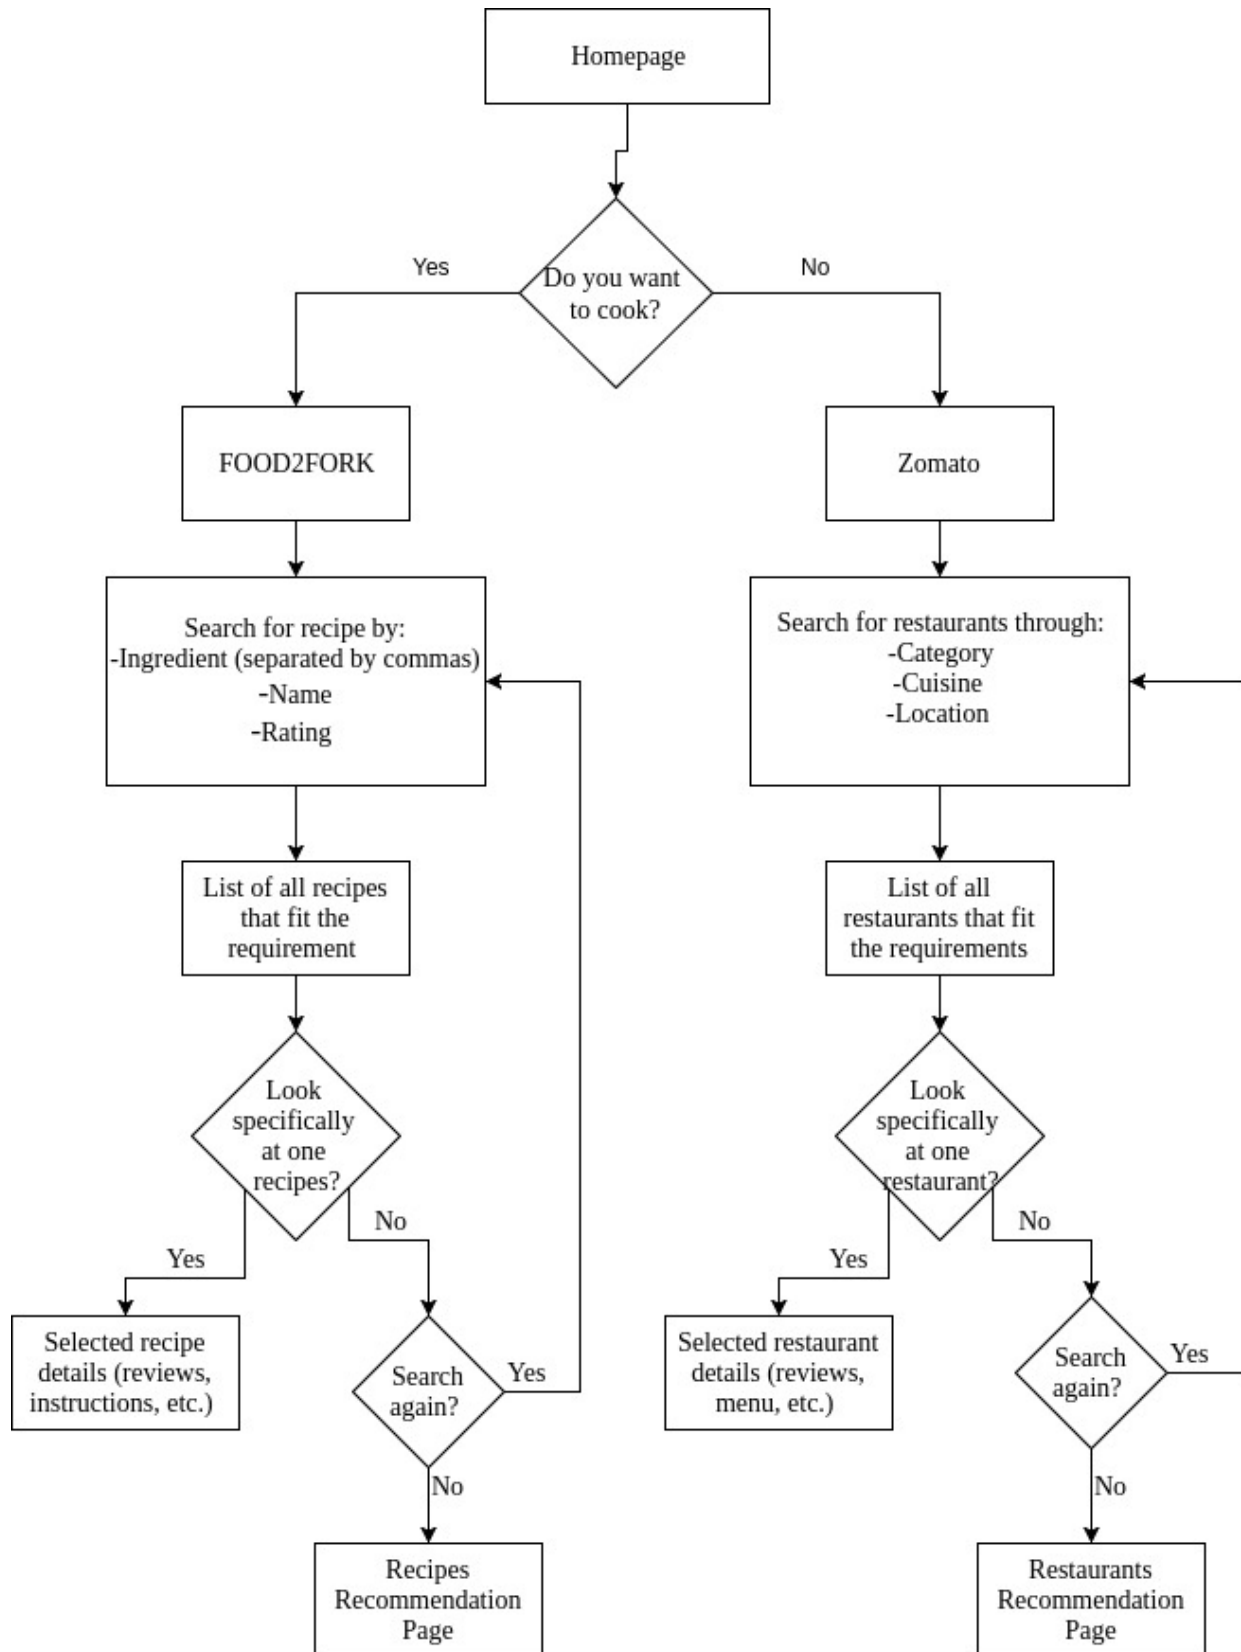 Homepage
Do you want
to cook?
Yes
No
FOOD2FORK
Zomato
Search for recipe by:
-Ingredient (separated by commas)
-Name
-Rating
Search for restaurants through:
-Category
-Cuisine
-Location
List of all recipes
that fit the
requirement
List of all
restaurants that fit
the requirements
Look
specifically
at one
recipes?
Look
specifically
at one
restaurant?
Yes
No
Yes
No
Selected recipe
details (reviews,
instructions, etc.)
Search
again?
Yes
No
Selected restaurant
details (reviews,
menu, etc.)
Search
again?
Yes
No
Recipes
Recommendation
Page
Restaurants
Recommendation
Page